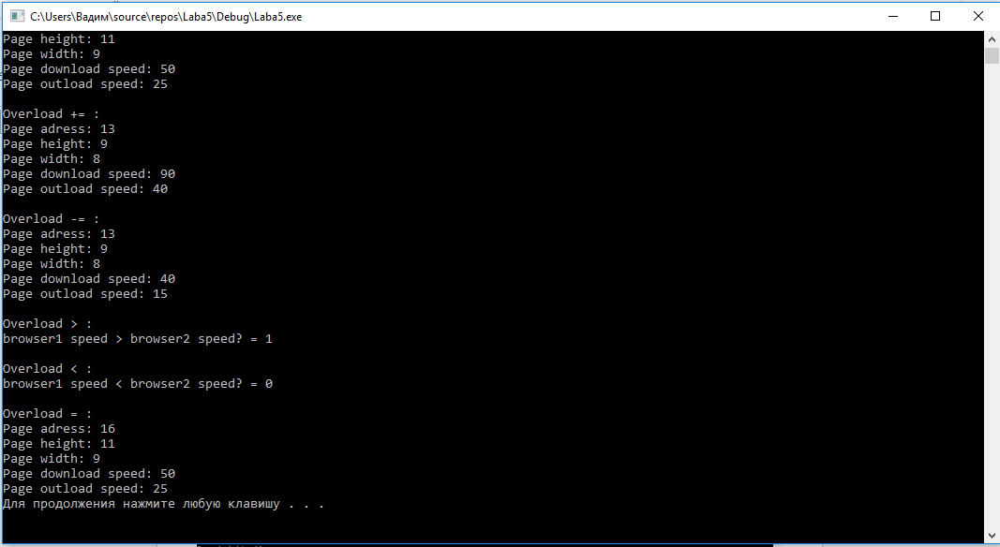 C:\Users\Вадим\source\repos\Laba5\Debug\Laba5.exe
Page height: 11
Page width: 9
Page download speed: 50
Page outload speed: 25
Overload += :
Page adress: 13
Page height: 9
Page width: 8
Page download speed: 90
Page outload speed: 40
Overload -= :
Page adress: 13
Page height: 9
Page width: 8
Page download speed: 40
Page outload speed: 15
Overload > :
browser1 speed > browser2 speed? = 1
Overload < :
browser1 speed < browser2 speed? = 0
Overload = :
Page adress: 16
Page height: 11
Page width: 9
Page download speed: 50
Page outload speed: 25
Для продолжения нажмите любую клавишу . . .